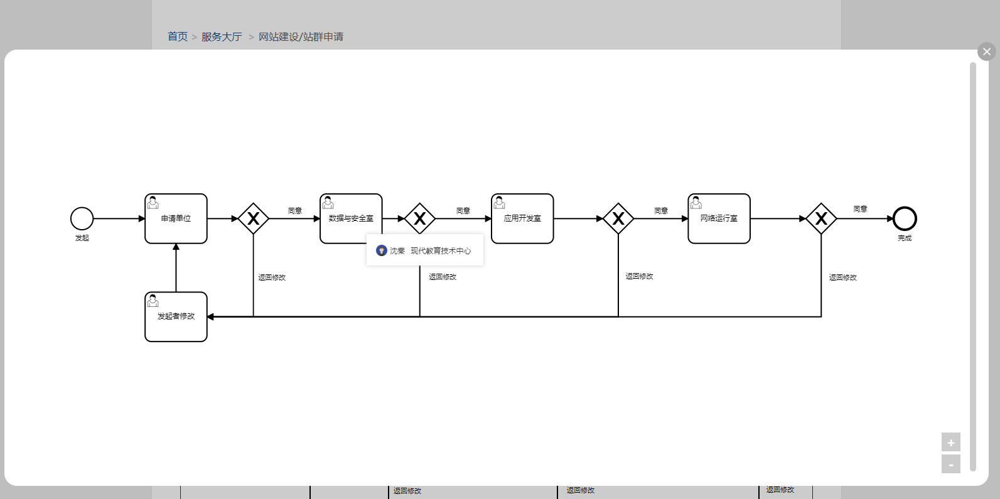 首页 > 服务大厅 > 网站建设/站群申请
发起
申请单位
同意
数据与安全室
同意
应用开发室
同意
网络运行室
同意
完成
沈秦 现代教育技术中心
返回修改
返回修改
返回修改
返回修改
发起者修改
+
-
返回修改
返回修改
返回修改